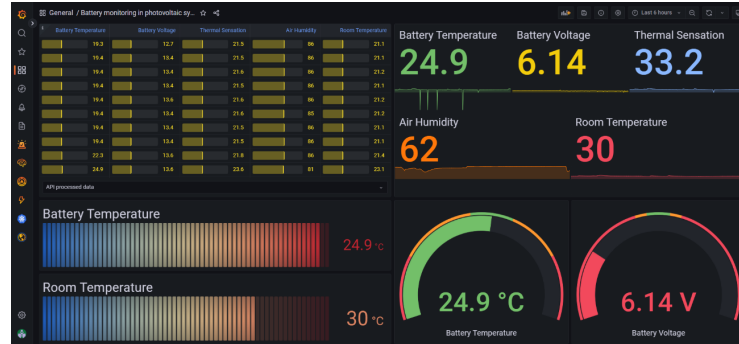 General / Battery monitoring in photovoltaic sy...
Last 6 hours
Battery Temperature Battery Voltage Thermal Sensation Air Humidity Room Temperature
19.3 12.7 21.5 86 21.1
19.4 13.4 21.5 86 21.1
19.4 13.4 21.6 86 21.2
19.4 13.4 21.5 86 21.1
19.4 13.6 21.6 86 21.2
19.4 13.6 21.6 85 21.2
19.4 13.4 21.5 86 21.1
19.4 13.4 21.5 86 21.1
22.3 13.6 21.8 86 21.4
24.9 13.6 23.6 81 23.1
API processed data
Battery Temperature Battery Voltage Thermal Sensation
24.9 6.14 33.2
Air Humidity Room Temperature
62 30
Battery Temperature
24.9 °C
Room Temperature
30 °C
24.9 °C
Battery Temperature
6.14 V
Battery Voltage